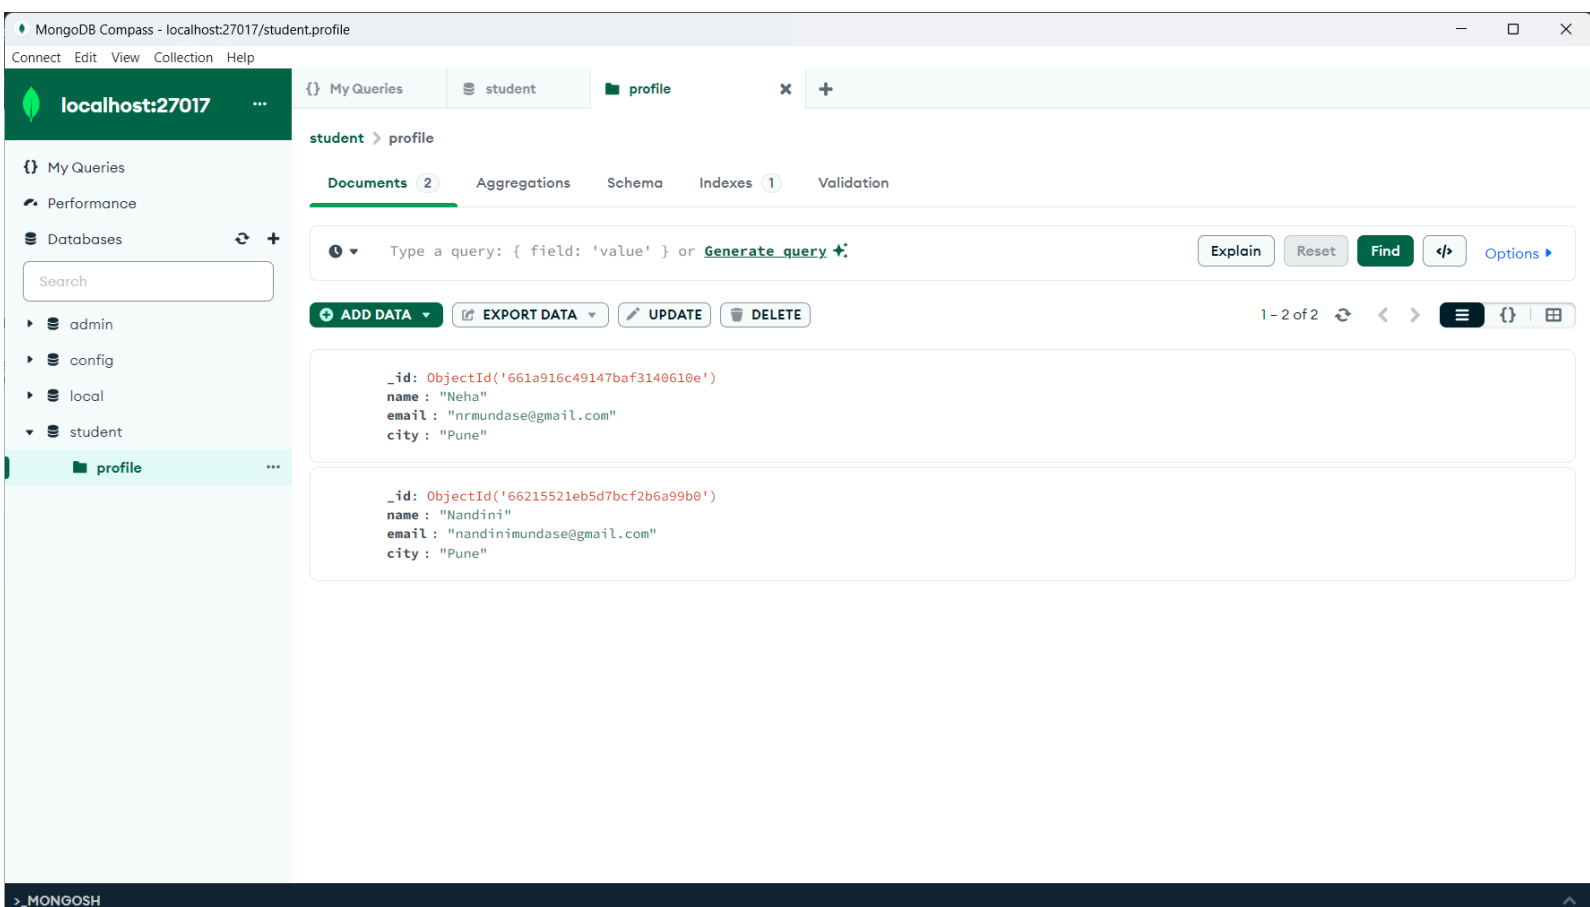 MongoDB Compass - localhost:27017/student.profile
Connect Edit View Collection Help
localhost:27017 ...
{} My Queries
student
profile
student > profile
{} My Queries
Performance
Databases
Search
admin
config
local
student
profile ...
Documents 2 Aggregations Schema Indexes 1 Validation
Type a query: { field: 'value' } or Generate query
Explain Reset Find </> Options
ADD DATA EXPORT DATA UPDATE DELETE
1 – 2 of 2 {}
_id: ObjectId('661a916c49147baf3140610e')
name : "Neha"
email : "nrmundase@gmail.com"
city : "Pune"
_id: ObjectId('66215521eb5d7bcf2b6a99b0')
name : "Nandini"
email : "nandinimundase@gmail.com"
city : "Pune"
>_MONGOSH